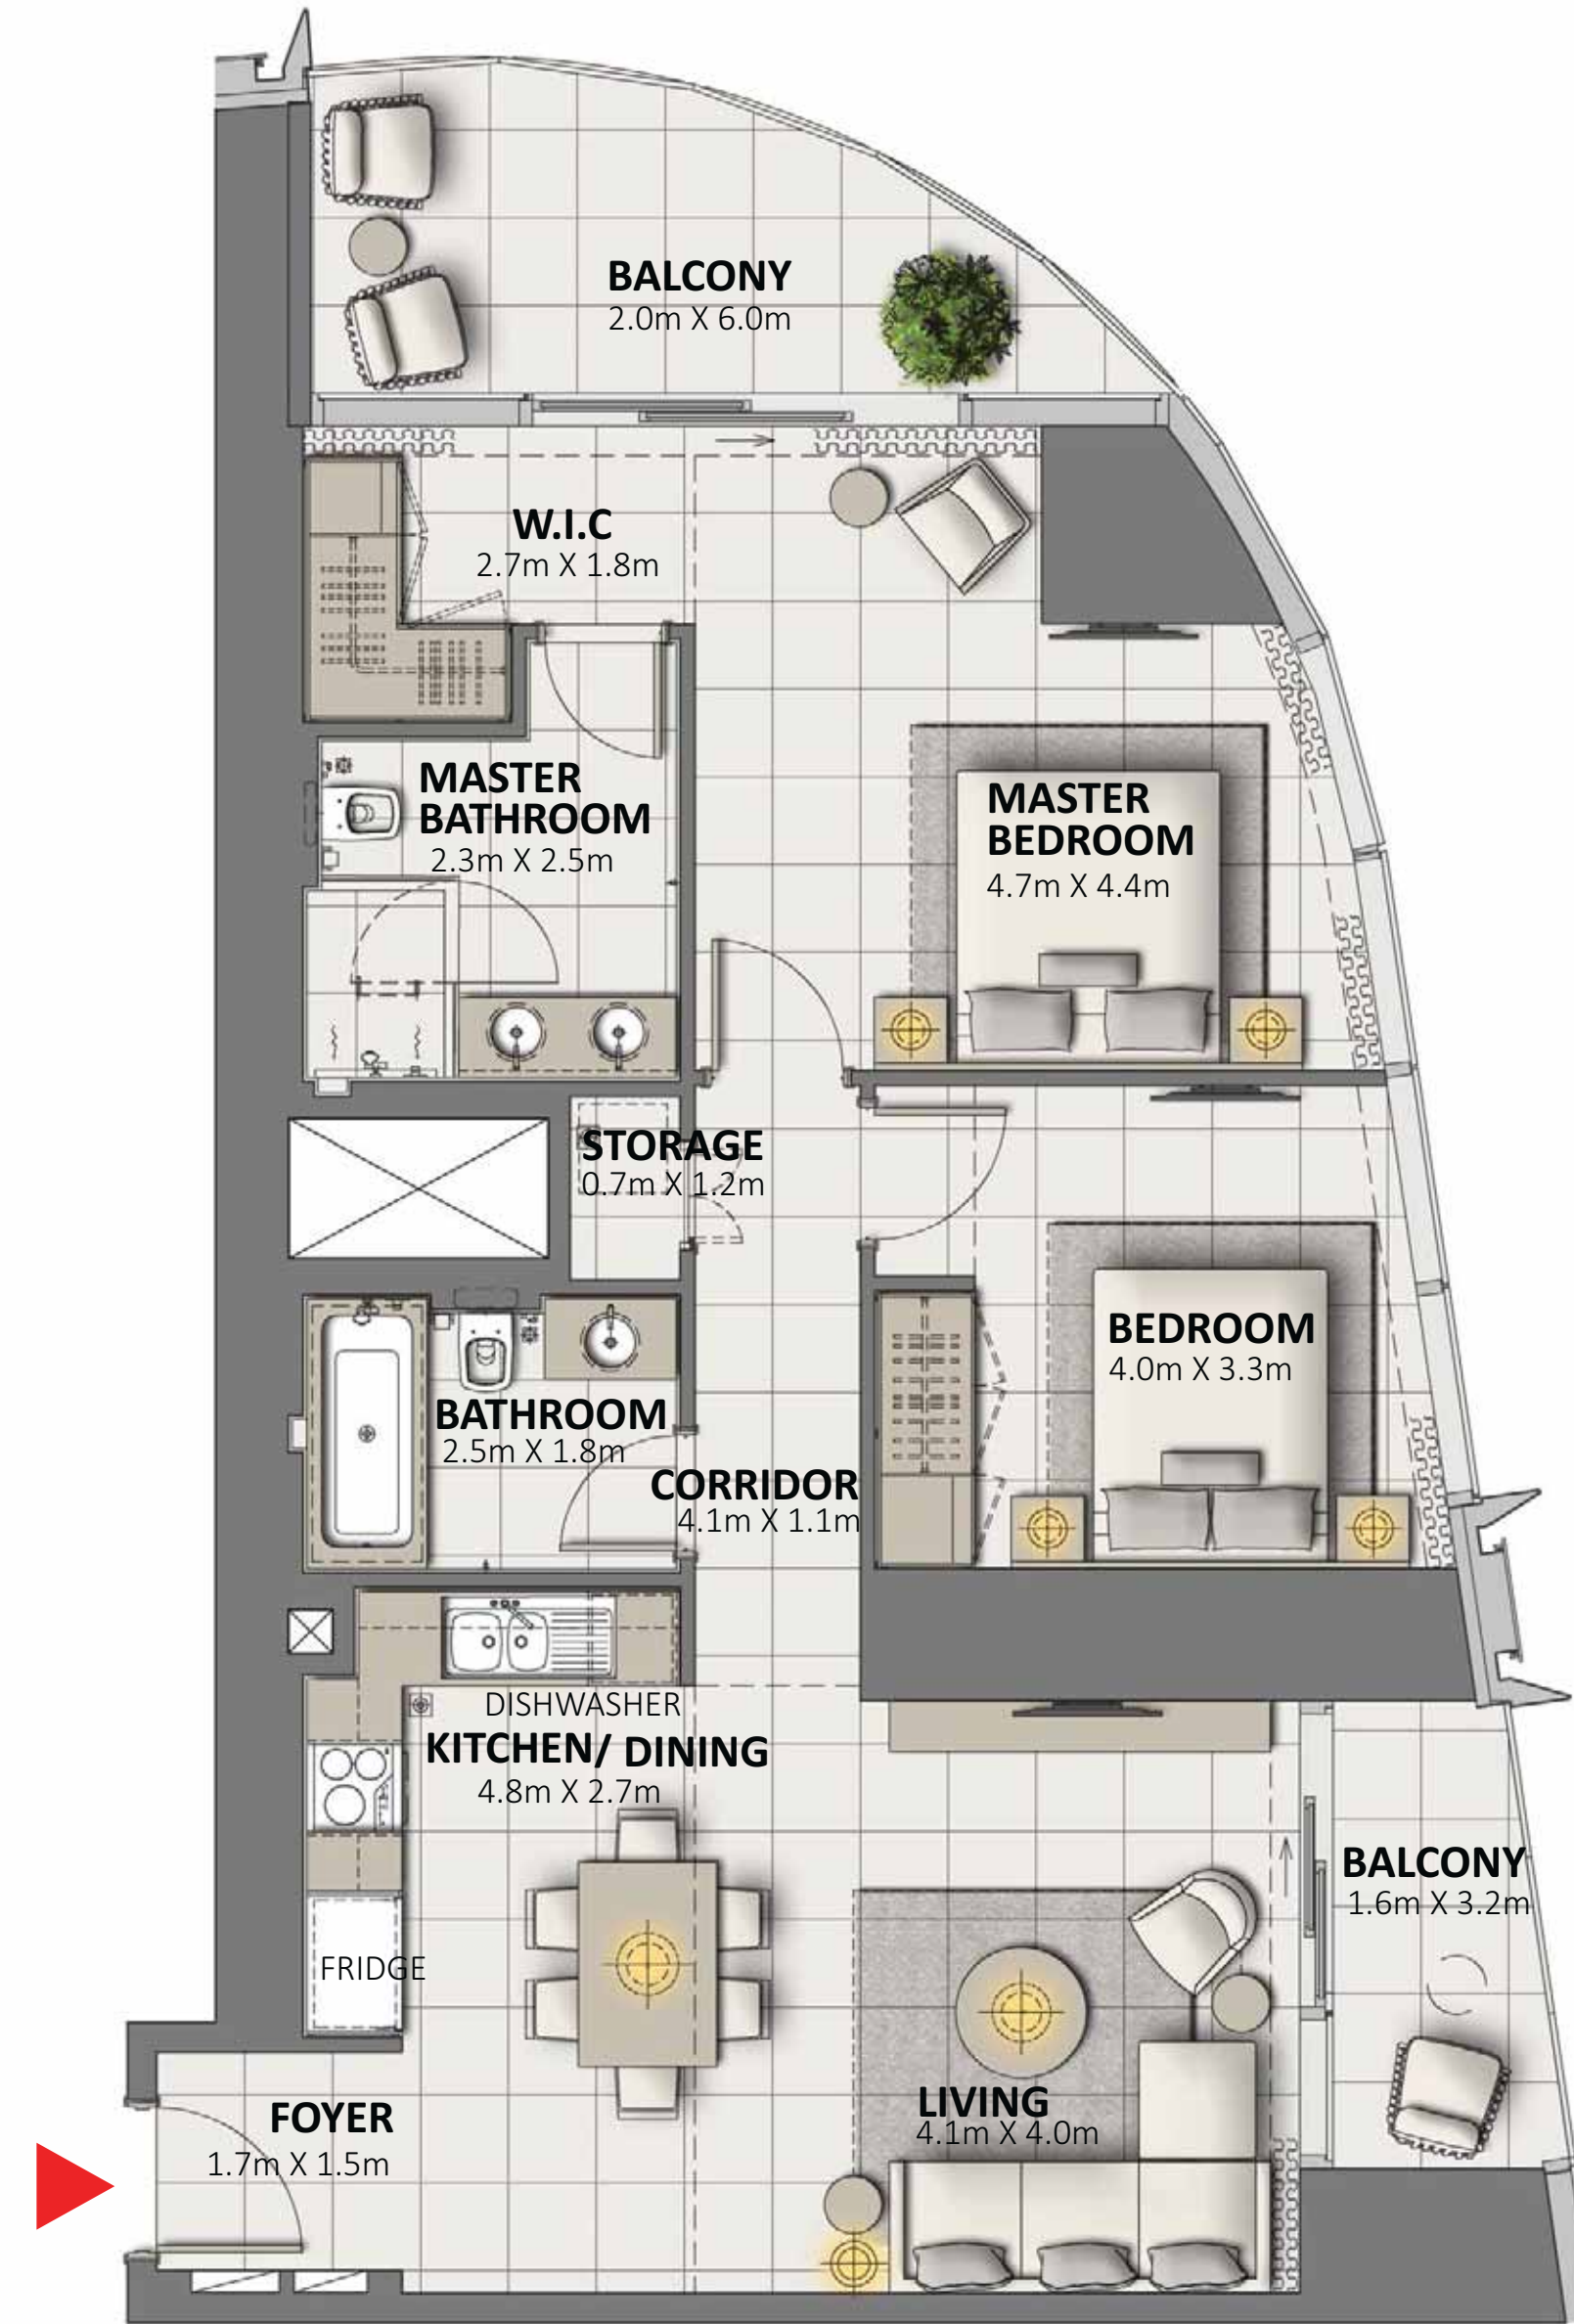 BALCONY
2.0m X 6.0m
W.I.C
2.7m X 1.8m
MASTER
BATHROOM
2.3m X 2.5m
MASTER
BEDROOM
4.7m X 4.4m
STORAGE
0.7m X 1.2m
BEDROOM
4.0m X 3.3m
BATHROOM
2.5m X 1.8m
CORRIDOR
4.1m X 1.1m
DISHWASHER
KITCHEN/ DINING
4.8m X 2.7m
BALCONY
1.6m X 3.2m
FRIDGE
LIVING
4.1m X 4.0m
FOYER
1.7m X 1.5m